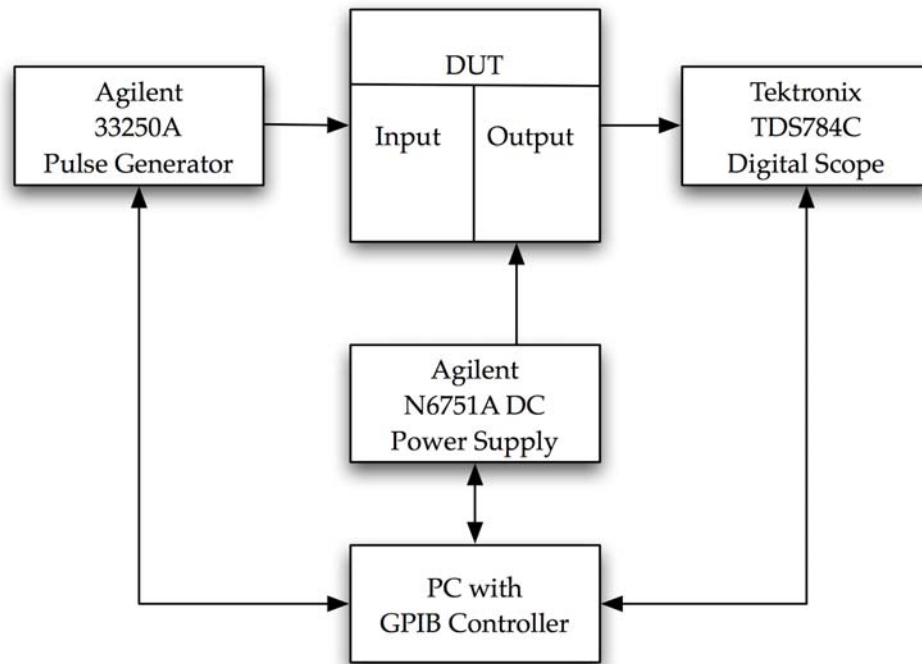 Agilent
33250A
Pulse Generator
DUT
Input
Output
Tektronix
TDS784C
Digital Scope
Agilent
N6751A DC
Power Supply
PC with
GPIB Controller